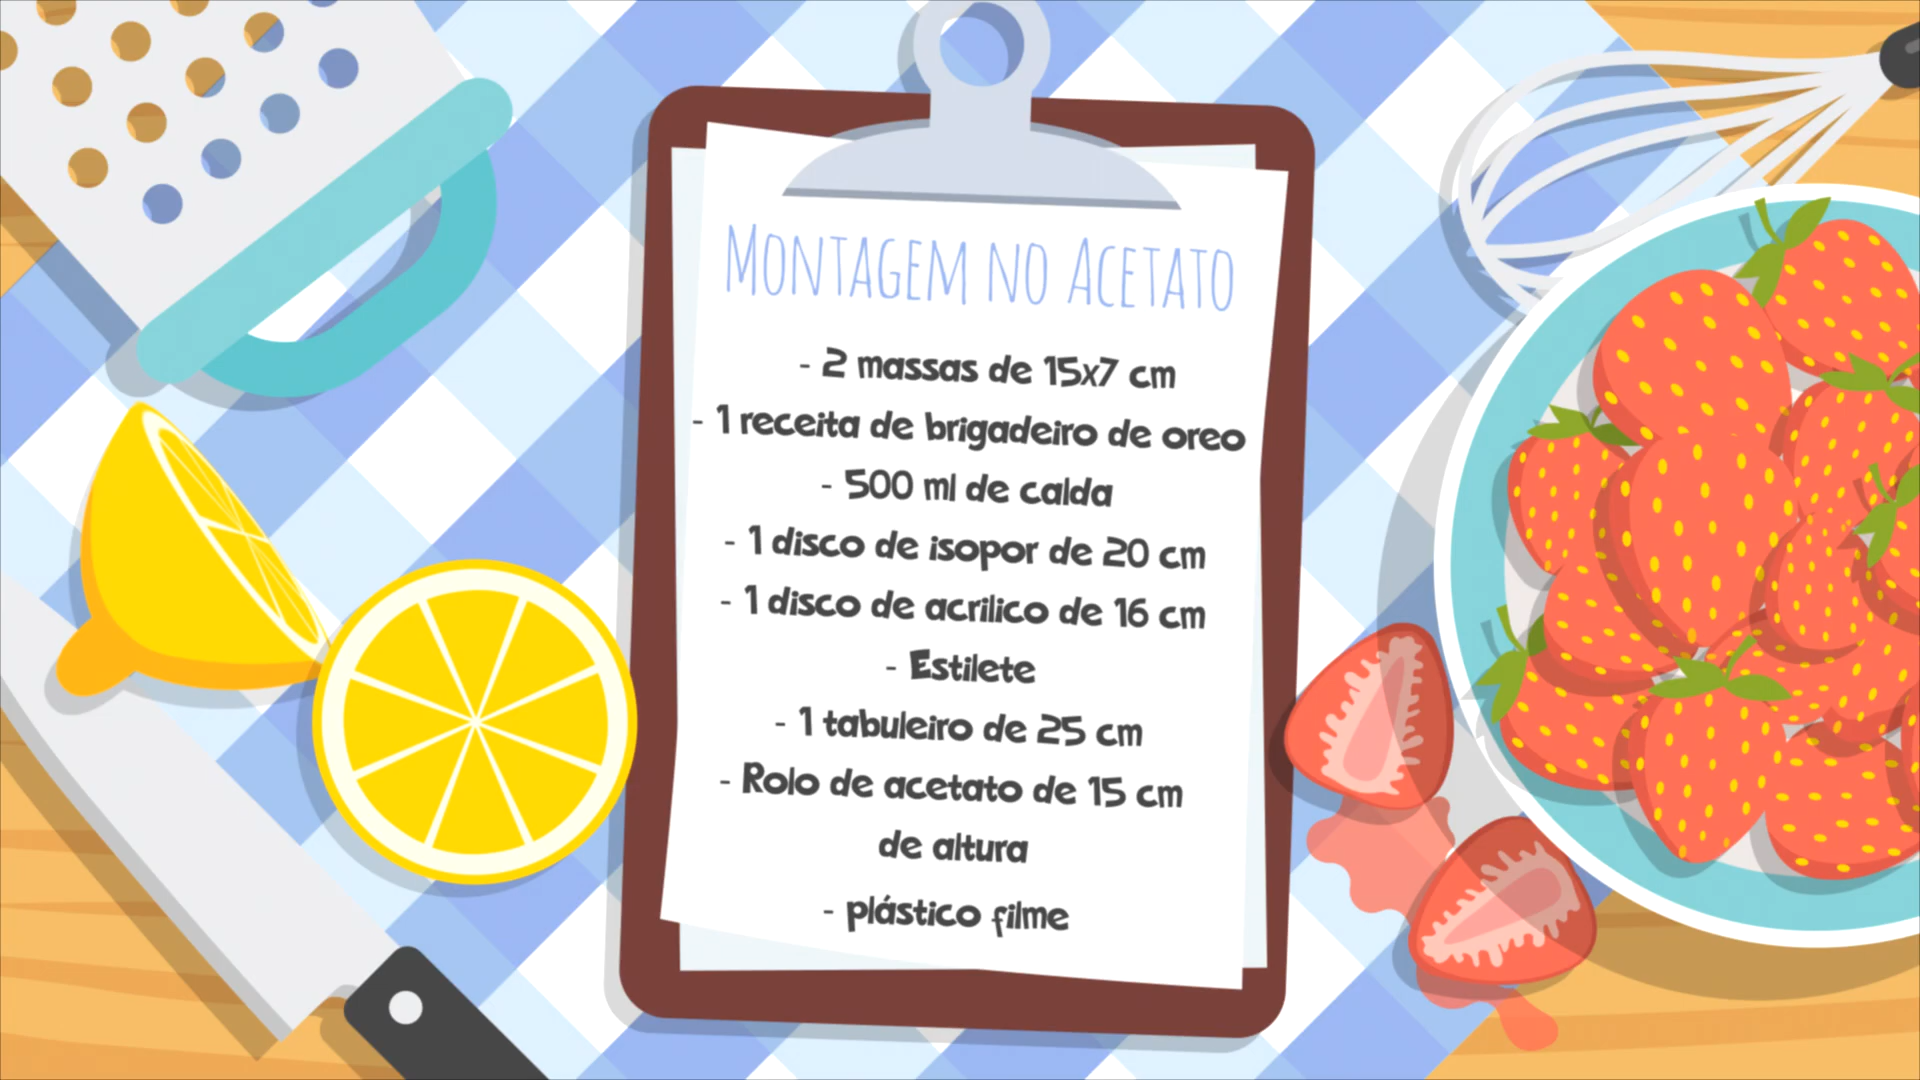 Montagem no Acetato
- 2 massas de 15x7 cm
- 1 receita de brigadeiro de oreo
- 500 ml de calda
- 1 disco de isopor de 20 cm
- 1 disco de acrilico de 16 cm
- Estilete
- 1 tabuleiro de 25 cm
- Rolo de acetato de 15 cm
de altura
- plástico filme